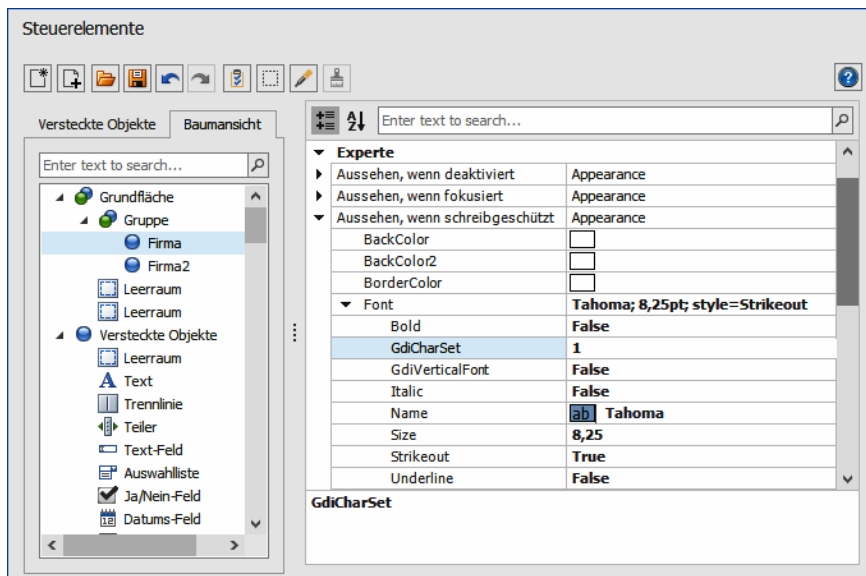 Steuerelemente
Versteckte Objekte
Baumansicht
Enter text to search...
Grundfläche
Gruppe
Firma
Firma2
Leerraum
Leerraum
Versteckte Objekte
Leerraum
A Text
Trennlinie
Teiler
Text-Feld
Auswahlliste
Ja/Nein-Feld
12 Datums-Feld
?
A
Z
Enter text to search...
Experte
Aussehen, wenn deaktiviert Appearance
Aussehen, wenn fokusiert Appearance
Aussehen, wenn schreibgeschützt Appearance
BackColor
BackColor2
BorderColor
Font Tahoma; 8,25pt; style=Strikeout
Bold False
GdiCharSet 1
GdiVerticalFont False
Italic False
Name ab Tahoma
Size 8,25
Strikeout True
Underline False
GdiCharSet